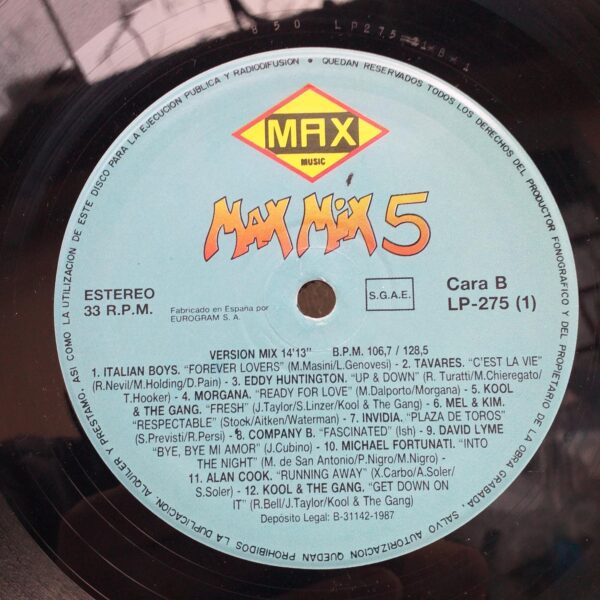 850 LP275
ASI COMO LA UTILIZACION DE ESTE DISCO PARA LA EJECUCION PUBLICA Y RADIODIFUSION • QUEDAN RESERVADOS TODOS LOS DERECHOS DEL PRODUCTOR FONOGRAFICO Y DEL PROPIETARIO DE LA OBRA GRABADA. SALVO AUTORIZACION QUEDAN PROHIBIDOS LA DUPLICACION, ALQUILER Y PRESTAMO,
MAX
MUSIC
MAX MIX 5
ESTEREO
33 R.P.M.
Fabricado en España por
EUROGRAM S. A.
S.G.A.E.
Cara B
LP-275 (1)
VERSION MIX 14'13" B.P.M. 106,7 / 128,5
1. ITALIAN BOYS. "FOREVER LOVERS" (M.Masini/L.Genovesi) - 2. TAVARES. "C'EST LA VIE"
(R.Nevil/M.Holding/D.Pain) - 3. EDDY HUNTINGTON. "UP & DOWN" (R. Turatti/M.Chieregato/
T.Hooker) - 4. MORGANA. "READY FOR LOVE" (M.Dalporto/Morgana) - 5. KOOL
& THE GANG. "FRESH" (J.Taylor/S.Linzer/Kool & The Gang) - 6. MEL & KIM.
"RESPECTABLE" (Stock/Aitken/Waterman) - 7. INVIDIA. "PLAZA DE TOROS"
(S.Previsti/R.Persi) - 8. COMPANY B. "FASCINATED" (Ish) - 9. DAVID LYME
"BYE, BYE MI AMOR" (J.Cubino) - 10. MICHAEL FORTUNATI. "INTO
THE NIGHT" (M. de San Antonio/P.Nigro/M.Nigro) -
11. ALAN COOK. "RUNNING AWAY" (X.Carbo/A.Soler/
S.Soler) - 12. KOOL & THE GANG. "GET DOWN ON
IT" (R.Bell/J.Taylor/Kool & The Gang)
Depósito Legal: B-31142-1987